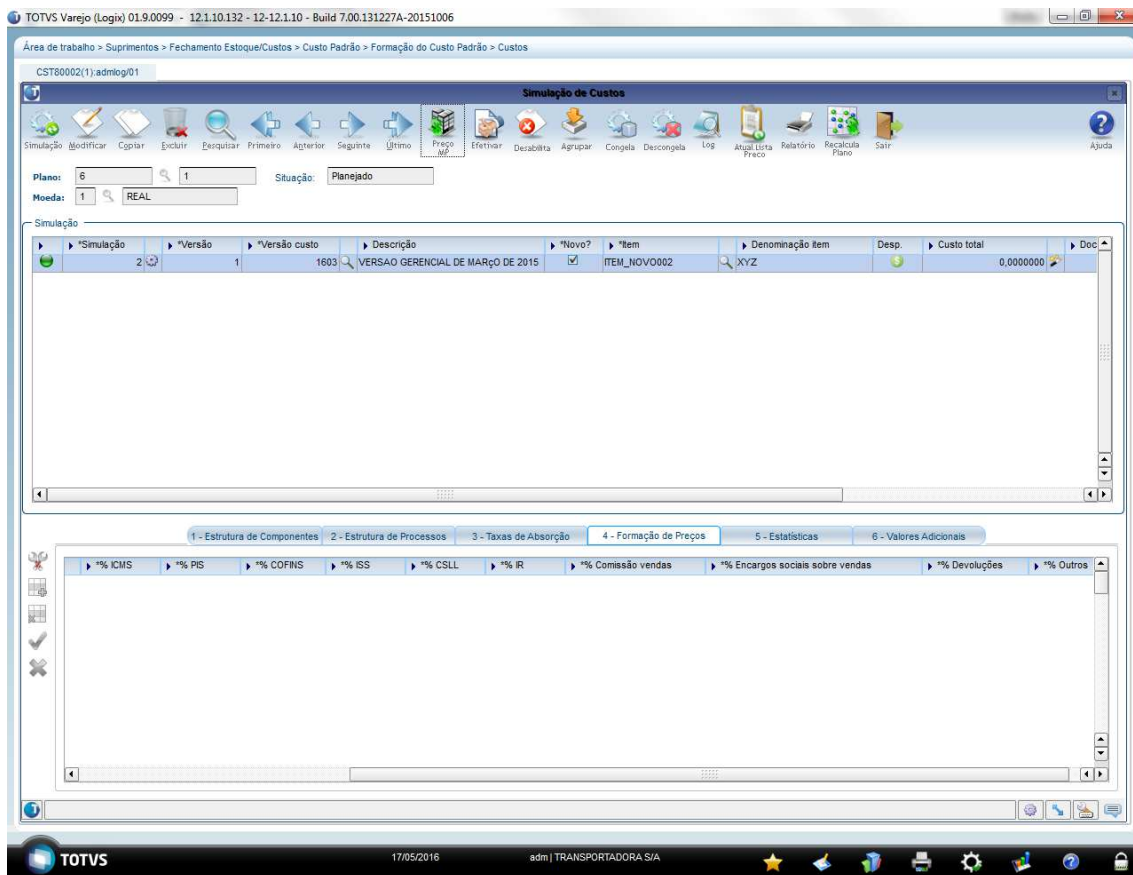 TOTVS Varejo (Logix) 01.9.0099 - 12.1.10.132 - 12-12.1.10 - Build 7.00.131227A-20151006
Área de trabalho > Suprimentos > Fechamento Estoque/Custos > Custo Padrão > Formação do Custo Padrão > Custos
CST80002(1):admlog/01
Simulação de Custos
Simulação Modificar Copiar Excluir Pesquisar Primeiro Anterior Seguinte Último Preço MP Efetivar Desabilita Agrupar Congela Descongela Log Atual.Lista Preco Relatório Recalcula Plano Sair Ajuda
Plano: 6 1 Situação: Planejado
Moeda: 1 REAL
Simulação
*Simulação *Versão *Versão custo Descrição *Novo? *Item Denominação item Desp. Custo total Doc
2 1 1603 VERSAO GERENCIAL DE MARçO DE 2015 ITEM_NOVO002 XYZ 0,0000000
1 - Estrutura de Componentes 2 - Estrutura de Processos 3 - Taxas de Absorção 4 - Formação de Preços 5 - Estatísticas 6 - Valores Adicionais
*% ICMS *% PIS *% COFINS *% ISS *% CSLL *% IR *% Comissão vendas *% Encargos sociais sobre vendas *% Devoluções *% Outros
TOTVS 17/05/2016 adm | TRANSPORTADORA S/A